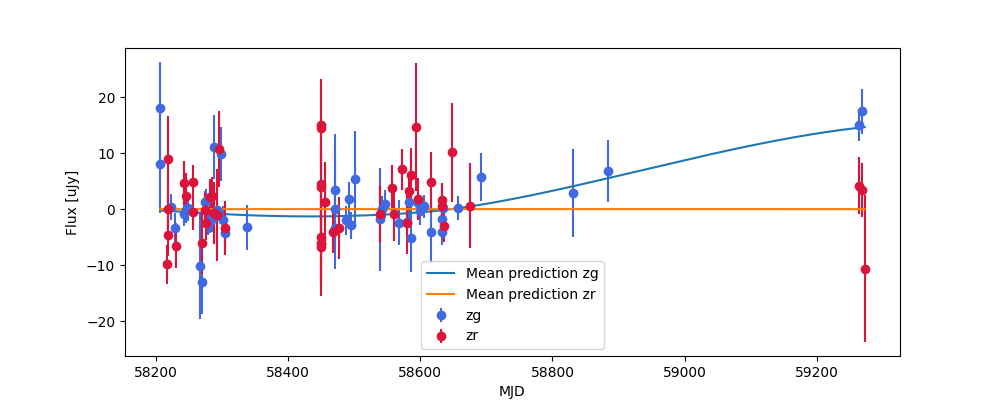 20
10
0
−10
−20
Flux [uJy]
Mean prediction zg
Mean prediction zr
zg
zr
58200 58400 58600 58800 59000 59200
MJD